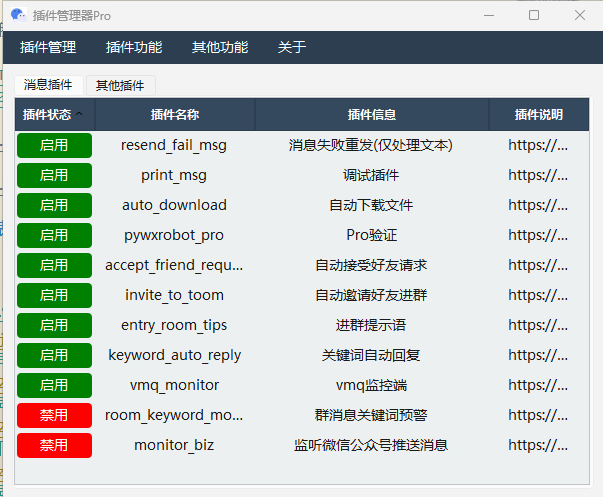 插件管理器Pro
插件管理 插件功能 其他功能 关于
消息插件 其他插件
插件状态 插件名称 插件信息 插件说明
启用 resend_fail_msg 消息失败重发(仅处理文本) https://...
启用 print_msg 调试插件 https://...
启用 auto_download 自动下载文件 https://...
启用 pywxrobot_pro Pro验证 https://...
启用 accept_friend_requ... 自动接受好友请求 https://...
启用 invite_to_toom 自动邀请好友进群 https://...
启用 entry_room_tips 进群提示语 https://...
启用 keyword_auto_reply 关键词自动回复 https://...
启用 vmq_monitor vmq监控端 https://...
禁用 room_keyword_mo... 群消息关键词预警 https://...
禁用 monitor_biz 监听微信公众号推送消息 https://...